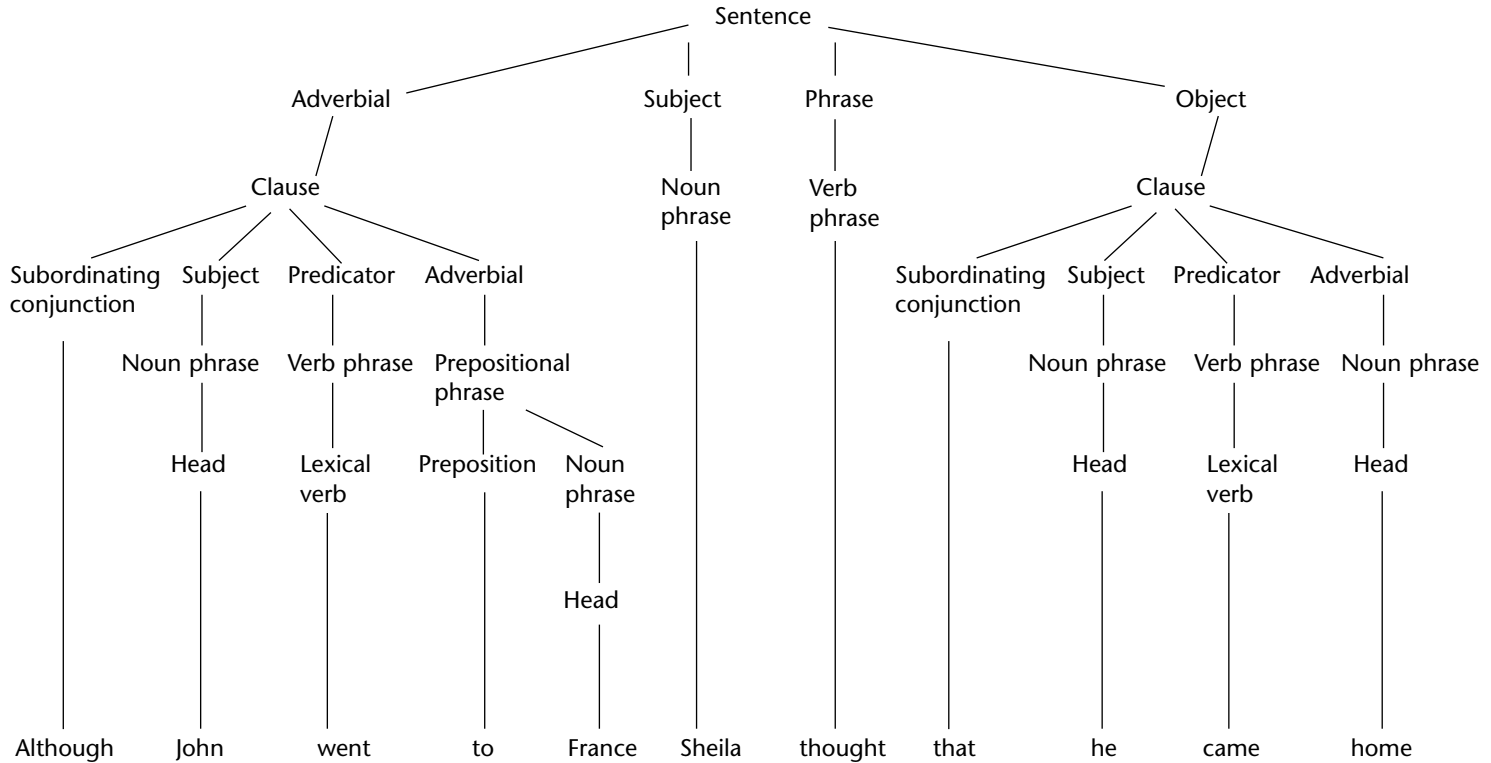 Sentence
Adverbial Subject Phrase Object
Clause Noun Verb Clause
phrase phrase
Subordinating Subject Predicator Adverbial Subordinating Subject Predicator Adverbial
conjunction conjunction
Noun phrase Verb phrase Prepositional Noun phrase Verb phrase Noun phrase
phrase
Head Lexical Preposition Noun Head Lexical Head
verb phrase verb
Head
Although John went to France Sheila thought that he came home